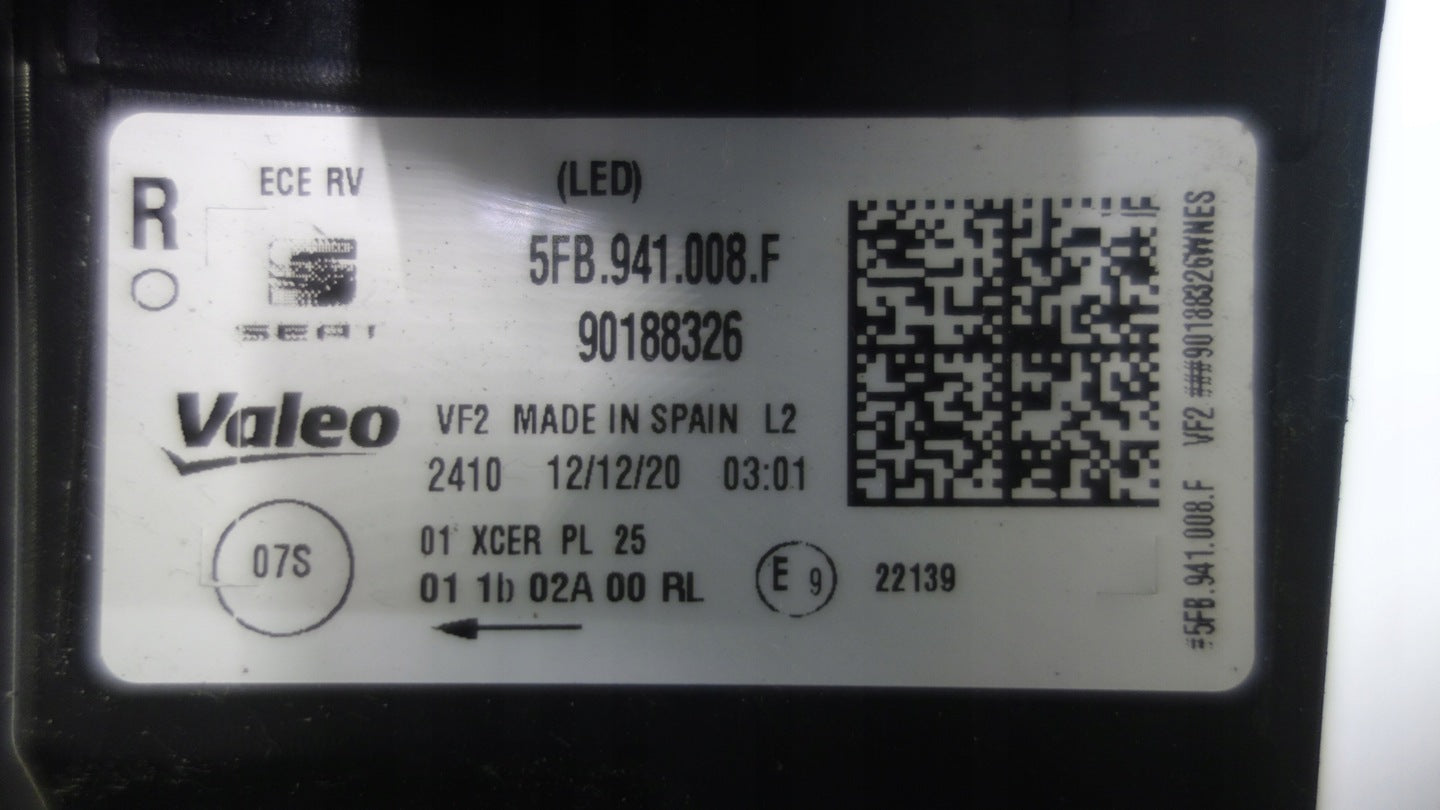 R
ECE RV
(LED)
5FB.941.008.F
SEAT
90188326
Valeo
VF2 MADE IN SPAIN L2
2410 12/12/20 03:01
07S
01 XCER PL 25
01 1b 02A 00 RL
E 9
22139
#5FB.941.008.F VF2 ###90188326WNES